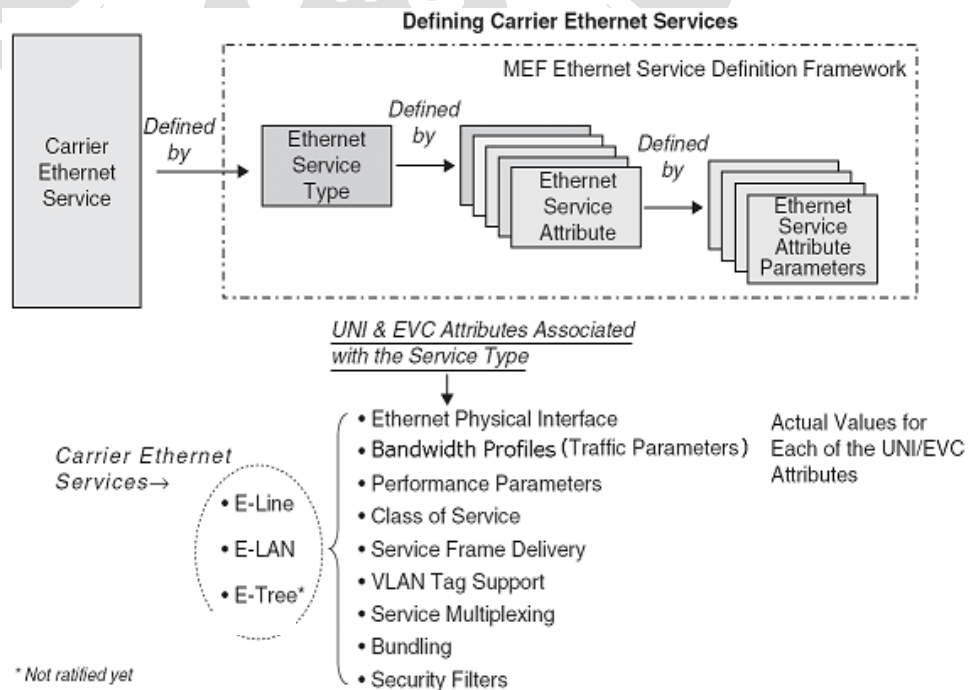 Defining Carrier Ethernet Services
MEF Ethernet Service Definition Framework
Carrier
Ethernet
Service
Defined
by
Ethernet
Service
Type
Defined
by
Ethernet
Service
Attribute
Defined
by
Ethernet
Service
Attribute
Parameters
UNI & EVC Attributes Associated
with the Service Type
Carrier Ethernet
Services→
• E-Line
• E-LAN
• E-Tree*
• Ethernet Physical Interface
• Bandwidth Profiles (Traffic Parameters)
• Performance Parameters
• Class of Service
• Service Frame Delivery
• VLAN Tag Support
• Service Multiplexing
• Bundling
• Security Filters
Actual Values for
Each of the UNI/EVC
Attributes
* Not ratified yet